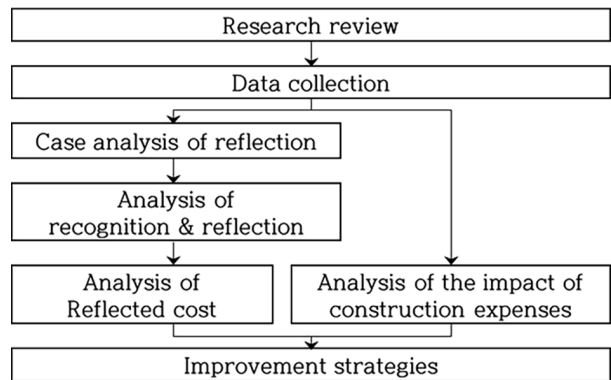 Research review
Data collection
Case analysis of reflection
Analysis of
recognition & reflection
Analysis of
Reflected cost
Analysis of the impact of
construction expenses
Improvement strategies